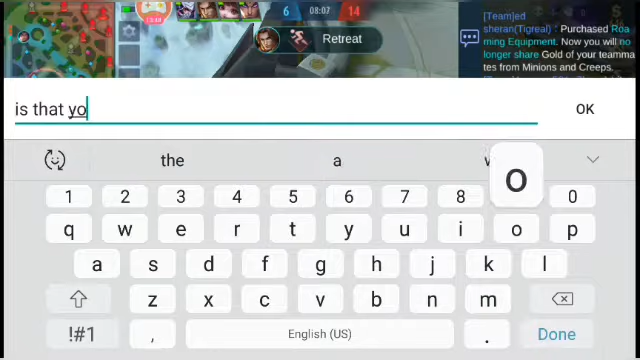 6 08:07 14
Retreat
[Team]ed
sheran(Tigreal) : Purchased Roa
ming Equipment. Now you will no
longer share Gold of your teamma
tes from Minions and Creeps.
is that yo
OK
the a
o
1 2 3 4 5 6 7 8 0
q w e r t y u i o p
a s d f g h j k l
z x c v b n m
!#1 , English (US) . Done